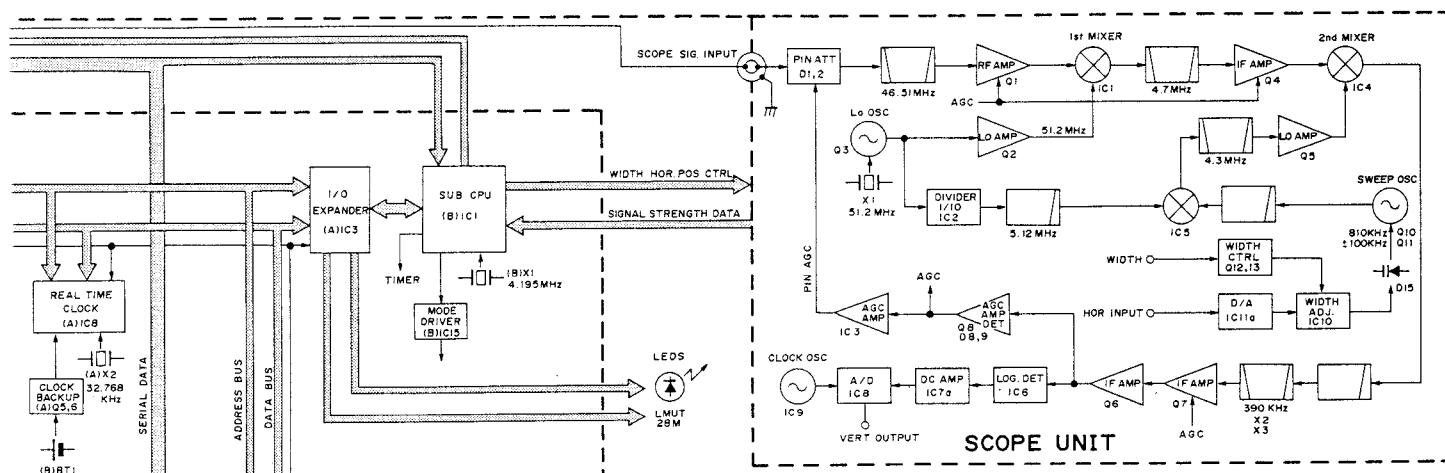 SCOPE SIG. INPUT
PIN ATT
D1,2
46.51MHz
RF AMP
Q1
1st MIXER
IC1
4.7MHz
IF AMP
Q4
2nd MIXER
IC4
AGC
Lo OSC
Q3
X1
51.2MHz
LO AMP
Q2
51.2MHz
4.3MHz
LO AMP
Q5
DIVIDER
1/10
IC2
5.12MHz
IC5
SWEEP OSC
810KHz
±100KHz
Q10
Q11
WIDTH
WIDTH
CTRL
Q12,13
D15
HOR INPUT
D/A
IC11a
WIDTH
ADJ.
IC10
PIN AGC
AGC
AGC
AMP
IC3
AGC
AMP
DET
Q8
D8,9
CLOCK OSC
IC9
A/D
IC8
DC AMP
IC7a
LOG. DET
IC6
IF AMP
Q6
IF AMP
Q7
AGC
390 KHz
X2
X3
VERT OUTPUT
SCOPE UNIT
I/O
EXPANDER
(A)IC3
SUB CPU
(B)IC1
WIDTH HOR. POS CTRL
SIGNAL STRENGTH DATA
TIMER
(B)X1
4.195MHz
MODE
DRIVER
(B)IC15
REAL TIME
CLOCK
(A)IC8
(A)X2
32.768
KHz
CLOCK
BACKUP
(A)Q5,6
(B)BT1
SERIAL DATA
ADDRESS BUS
DATA BUS
LEDS
LMUT
28M